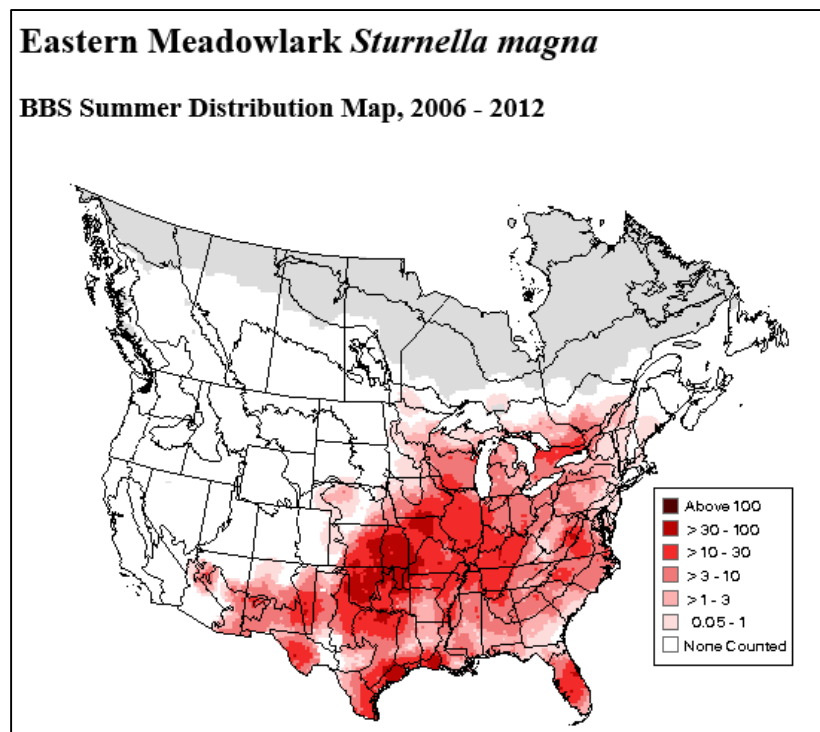 Eastern Meadowlark Sturnella magna
BBS Summer Distribution Map, 2006 - 2012
Above 100
> 30 - 100
> 10 - 30
> 3 - 10
> 1 - 3
0.05 - 1
None Counted